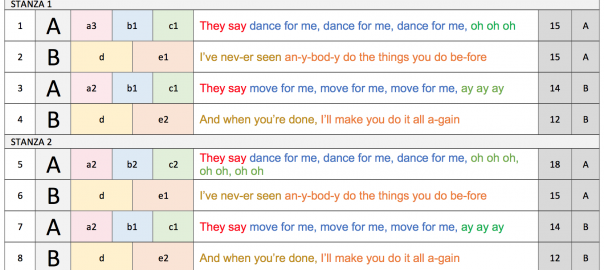 STANZA 1
1 A a3 b1 c1 They say dance for me, dance for me, dance for me, oh oh oh 15 A
2 B d e1 I've nev-er seen an-y-bod-y do the things you do be-fore 15 A
3 A a2 b1 c1 They say move for me, move for me, move for me, ay ay ay 14 B
4 B d e2 And when you're done, I'll make you do it all a-gain 12 B
STANZA 2
5 A a2 b2 c2 They say dance for me, dance for me, dance for me, oh oh oh, 18 A
oh oh, oh oh
6 B d e1 I've nev-er seen an-y-bod-y do the things you do be-fore 15 A
7 A a2 b1 c1 They say move for me, move for me, move for me, ay ay ay 14 B
8 B d e2 And when you're done, I'll make you do it all a-gain 12 B